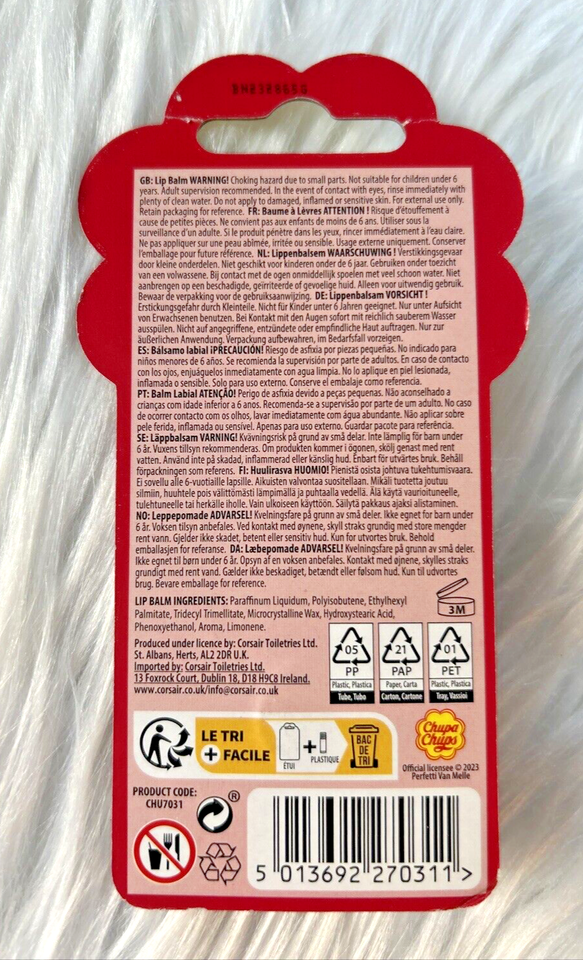 GB: Lip Balm WARNING! Choking hazard due to small parts. Not suitable for children under 6
years. Adult supervision recommended. In the event of contact with eyes, rinse immediately with
plenty of clean water. Do not apply to damaged, inflamed or sensitive skin. For external use only.
Retain packaging for reference. FR: Baume à Lèvres ATTENTION ! Risque d'étouffement à
cause de petites pièces. Ne convient pas aux enfants de moins de 6 ans. Utiliser sous la
surveillance d'un adulte. Si le produit pénètre dans les yeux, rincer immédiatement à l'eau claire.
Ne pas appliquer sur une peau abîmée, irritée ou sensible. Usage externe uniquement. Conserver
l'emballage pour future référence. NL: Lippenbalsem WAARSCHUWING ! Verstikkingsgevaar
door kleine onderdelen. Niet geschikt voor kinderen onder de 6 jaar. Gebruiken onder toezicht
van een volwassene. Bij contact met de ogen onmiddellijk spoelen met veel schoon water. Niet
aanbrengen op een beschadigde, geïrriteerde of gevoelige huid. Alleen voor uitwendig gebruik.
Bewaar de verpakking voor de gebruiksaanwijzing. DE: Lippenbalsam VORSICHT !
Erstickungsgefahr durch Kleinteile. Nicht für Kinder unter 6 Jahren geeignet. Nur unter Aufsicht
von Erwachsenen benutzen. Bei Kontakt mit den Augen sofort mit reichlich sauberem Wasser
ausspülen. Nicht auf angegriffene, entzündete oder empfindliche Haut auftragen. Nur zur
äußerlichen Anwendung. Verpackung aufbewahren, im Bedarfsfall vorzeigen.
ES: Bálsamo labial ¡PRECAUCIÓN! Riesgo de asfixia por piezas pequeñas. No indicado para
niños menores de 6 años. Se recomienda la supervisión por parte de adultos. En caso de contacto
con los ojos, enjuáguelos inmediatamente con agua limpia. No lo aplique en piel lesionada,
inflamada o sensible. Solo para uso externo. Conserve el embalaje como referencia.
PT: Balm Labial ATENÇÃO! Perigo de asfixia devido a peças pequenas. Não aconselhado a
crianças com idade inferior a 6 anos. Recomenda-se a supervisão por parte de um adulto. No caso
de ocorrer contacto com os olhos, lavar imediatamente com água abundante. Não aplicar sobre
pele ferida, inflamada ou sensível. Apenas para uso externo. Guardar pacote para referência.
SE: Läppbalsam VARNING! Kvävningsrisk på grund av små delar. Inte lämplig för barn under
6 år. Vuxens tillsyn rekommenderas. Om produkten kommer i ögonen, skölj genast med rent
vatten. Använd inte på skadad, inflammerad eller känslig hud. Enbart för utvärtes bruk. Behåll
förpackningen som referens. FI: Huulirasva HUOMIO! Pienistä osista johtuva tukehtumisvaara.
Ei sovellu alle 6-vuotiaille lapsille. Aikuisten valvontaa suositellaan. Mikäli tuotetta joutuu
silmiin, huuhtele pois välittömästi lämpimällä ja puhtaalla vedellä. Älä käytä vaurioituneelle,
tulehtuneelle tai herkälle iholle. Vain ulkoiseen käyttöön. Säilytä pakkaus ajaksi alistaminen.
NO: Leppepomade ADVARSEL! Kvelningsfare på grunn av små deler. Ikke egnet for barn under
6 år. Voksen tilsyn anbefales. Ved kontakt med øynene, skyll straks grundig med store mengder
rent vann. Gjelder ikke skadet, betent eller sensitiv hud. Kun for utvortes bruk. Behold
emballasjen for referanse. DA: Læbepomade ADVARSEL! Kvelningsfare på grunn av små deler.
Ikke egnet til børn under 6 år. Opsyn af en voksen anbefales. Kontakt med øjnene, skylles straks
grundigt med rent vand. Gælder ikke beskadiget, betændt eller følsom hud. Kun til udvortes
brug. Bevare emballage for reference.
LIP BALM INGREDIENTS: Paraffinum Liquidum, Polyisobutene, Ethylhexyl
Palmitate, Tridecyl Trimellitate, Microcrystalline Wax, Hydroxystearic Acid,
Phenoxyethanol, Aroma, Limonene.
3M
Produced under licence by: Corsair Toiletries Ltd.
St. Albans, Herts, AL2 2DR U.K.
Imported by: Corsair Toiletries Ltd.
13 Foxrock Court, Dublin 18, D18 H9C8 Ireland.
www.corsair.co.uk/info@corsair.co.uk
05 21 01
PP PAP PET
Plastic, Plastica Paper, Carta Plastic, Plastica
Tube, Tubo Carton, Cartone Tray, Vassioi
LE TRI
+ FACILE
ÉTUI
+
PLASTIQUE
BAC
DE
TRI
Chupa
Chups
Official licensee © 2023
Perfetti Van Melle
PRODUCT CODE:
CHU7031
®
5 013692 270311 >